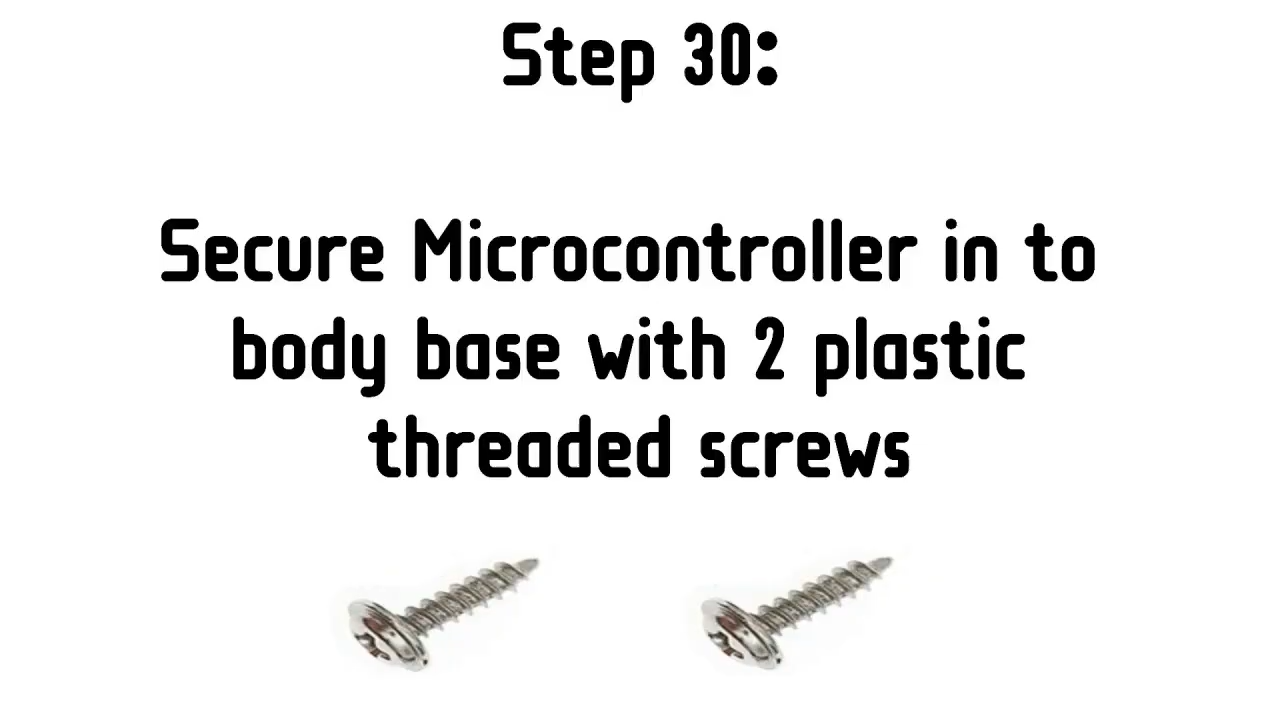 Step 30:
Secure Microcontroller in to
body base with 2 plastic
threaded screws